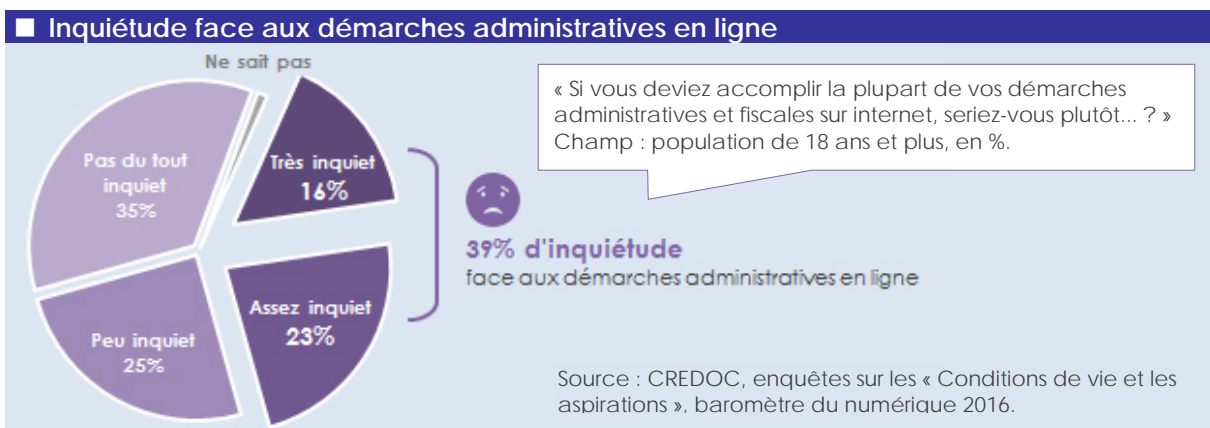 Inquiétude face aux démarches administratives en ligne
Ne sait pas
« Si vous deviez accomplir la plupart de vos démarches
administratives et fiscales sur internet, seriez-vous plutôt... ? »
Champ : population de 18 ans et plus, en %.
Pas du tout
inquiet
35%
Très inquiet
16%
39% d'inquiétude
face aux démarches administratives en ligne
Assez inquiet
23%
Peu inquiet
25%
Source : CREDOC, enquêtes sur les « Conditions de vie et les
aspirations », baromètre du numérique 2016.